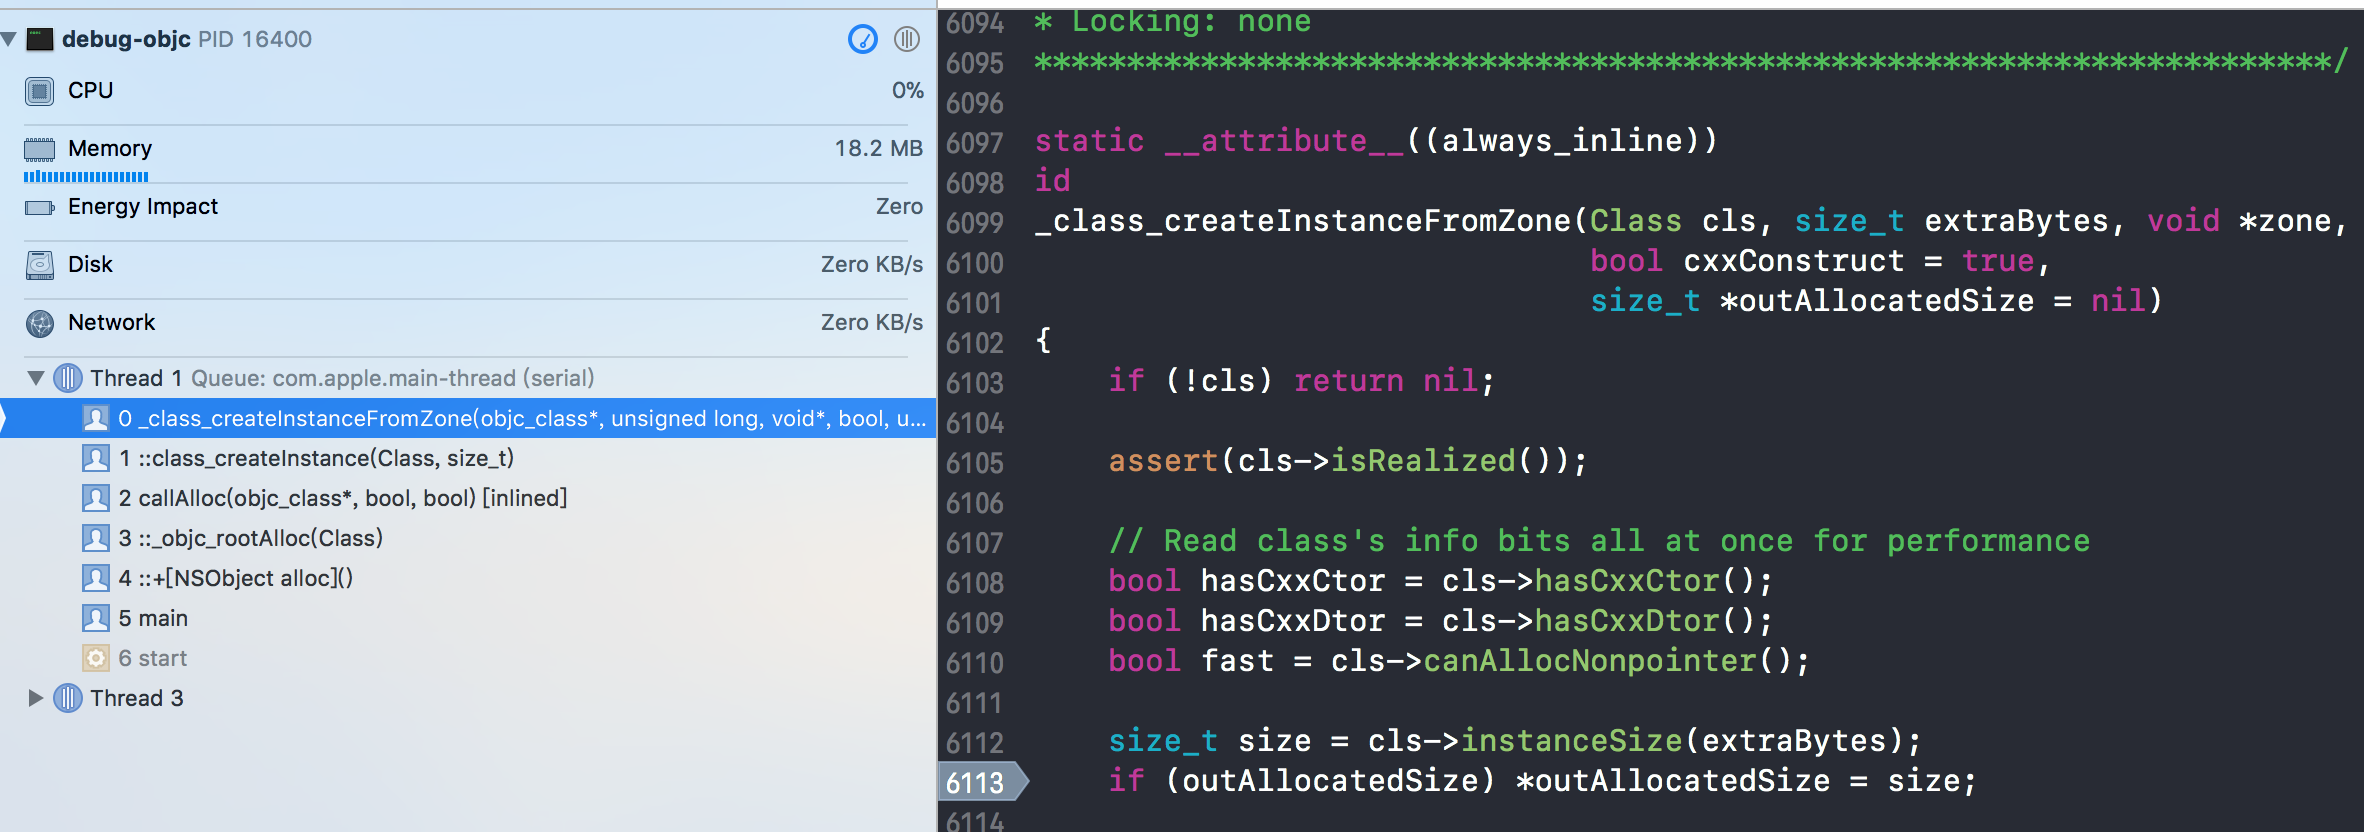 debug-objc PID 16400
CPU 0%
Memory 18.2 MB
Energy Impact Zero
Disk Zero KB/s
Network Zero KB/s
Thread 1 Queue: com.apple.main-thread (serial)
0 _class_createInstanceFromZone(objc_class*, unsigned long, void*, bool, u...
1 ::class_createInstance(Class, size_t)
2 callAlloc(objc_class*, bool, bool) [inlined]
3 ::_objc_rootAlloc(Class)
4 ::+[NSObject alloc]()
5 main
6 start
Thread 3
6094 * Locking: none
6095 **********************************************************************/
6096
6097 static __attribute__((always_inline))
6098 id
6099 _class_createInstanceFromZone(Class cls, size_t extraBytes, void *zone,
6100                               bool cxxConstruct = true,
6101                               size_t *outAllocatedSize = nil)
6102 {
6103     if (!cls) return nil;
6104
6105     assert(cls->isRealized());
6106
6107     // Read class's info bits all at once for performance
6108     bool hasCxxCtor = cls->hasCxxCtor();
6109     bool hasCxxDtor = cls->hasCxxDtor();
6110     bool fast = cls->canAllocNonpointer();
6111
6112     size_t size = cls->instanceSize(extraBytes);
6113     if (outAllocatedSize) *outAllocatedSize = size;
6114